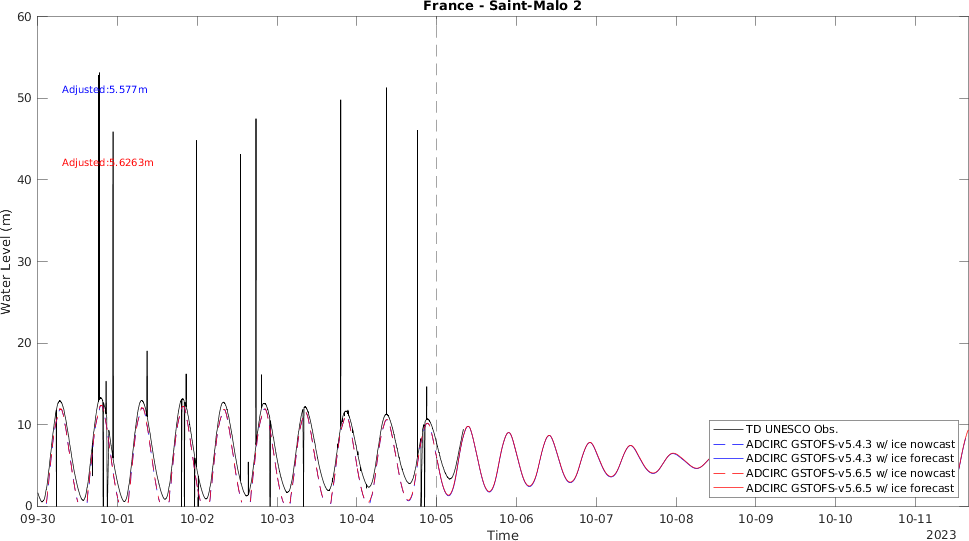 France - Saint-Malo 2
60
50
40
30
20
10
0
Water Level (m)
Adjusted:5.577m
Adjusted:5.6263m
TD UNESCO Obs.
ADCIRC GSTOFS-v5.4.3 w/ ice nowcast
ADCIRC GSTOFS-v5.4.3 w/ ice forecast
ADCIRC GSTOFS-v5.6.5 w/ ice nowcast
ADCIRC GSTOFS-v5.6.5 w/ ice forecast
09-30 10-01 10-02 10-03 10-04 10-05 10-06 10-07 10-08 10-09 10-10 10-11
Time
2023